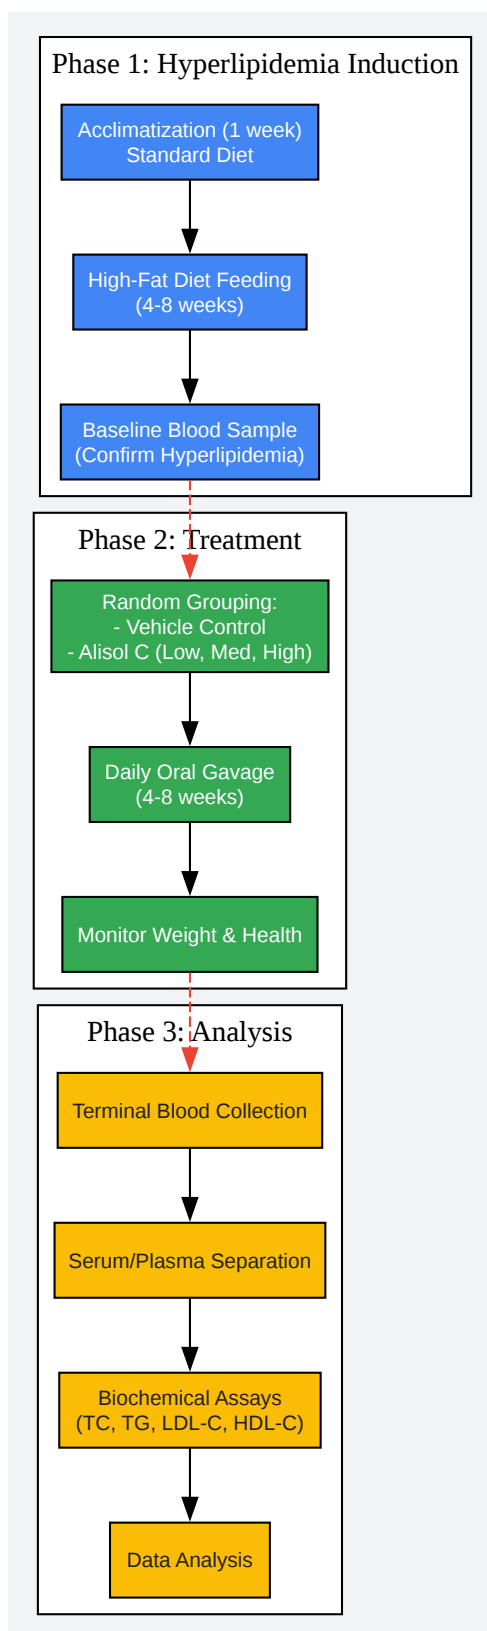 Phase 1: Hyperlipidemia Induction
Acclimatization (1 week)
Standard Diet
High-Fat Diet Feeding
(4-8 weeks)
Baseline Blood Sample
(Confirm Hyperlipidemia)
Phase 2: Treatment
Random Grouping:
- Vehicle Control
- Alisol C (Low, Med, High)
Daily Oral Gavage
(4-8 weeks)
Monitor Weight & Health
Phase 3: Analysis
Terminal Blood Collection
Serum/Plasma Separation
Biochemical Assays
(TC, TG, LDL-C, HDL-C)
Data Analysis